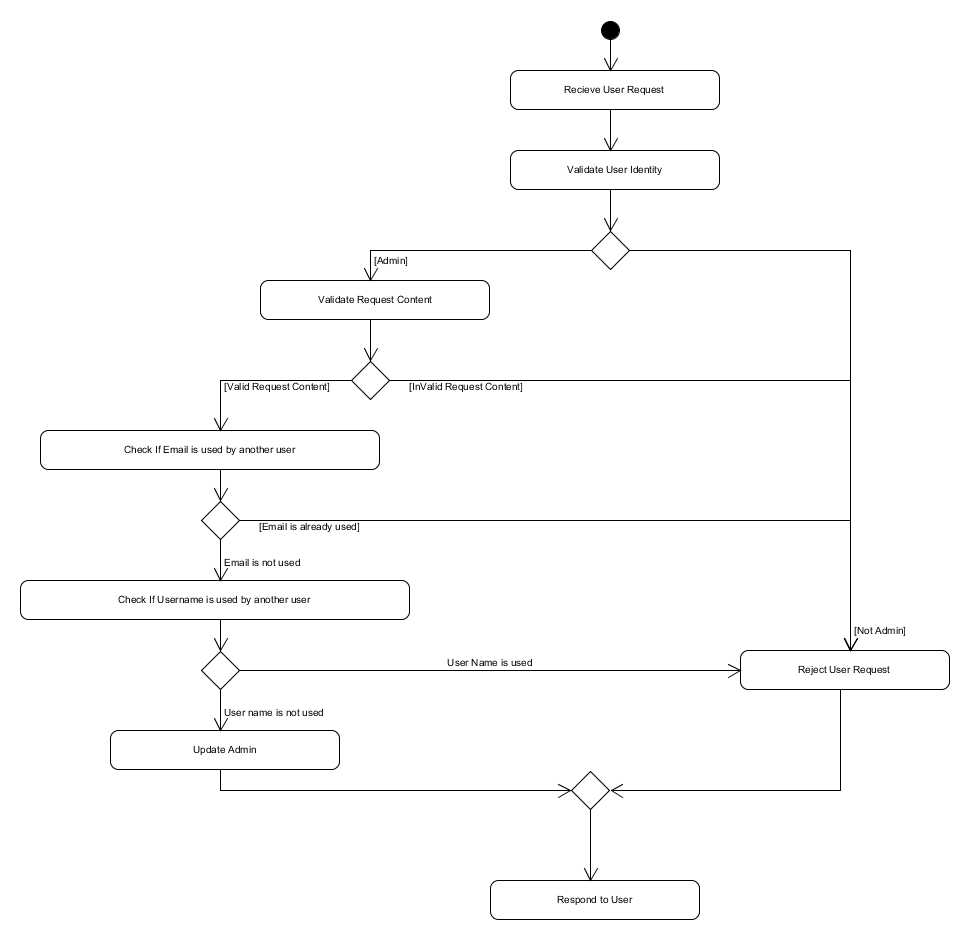 Recieve User Request
Validate User Identity
[Admin]
Validate Request Content
[Valid Request Content]
[InValid Request Content]
Check If Email is used by another user
[Email is already used]
Email is not used
Check If Username is used by another user
[Not Admin]
User Name is used
Reject User Request
User name is not used
Update Admin
Respond to User